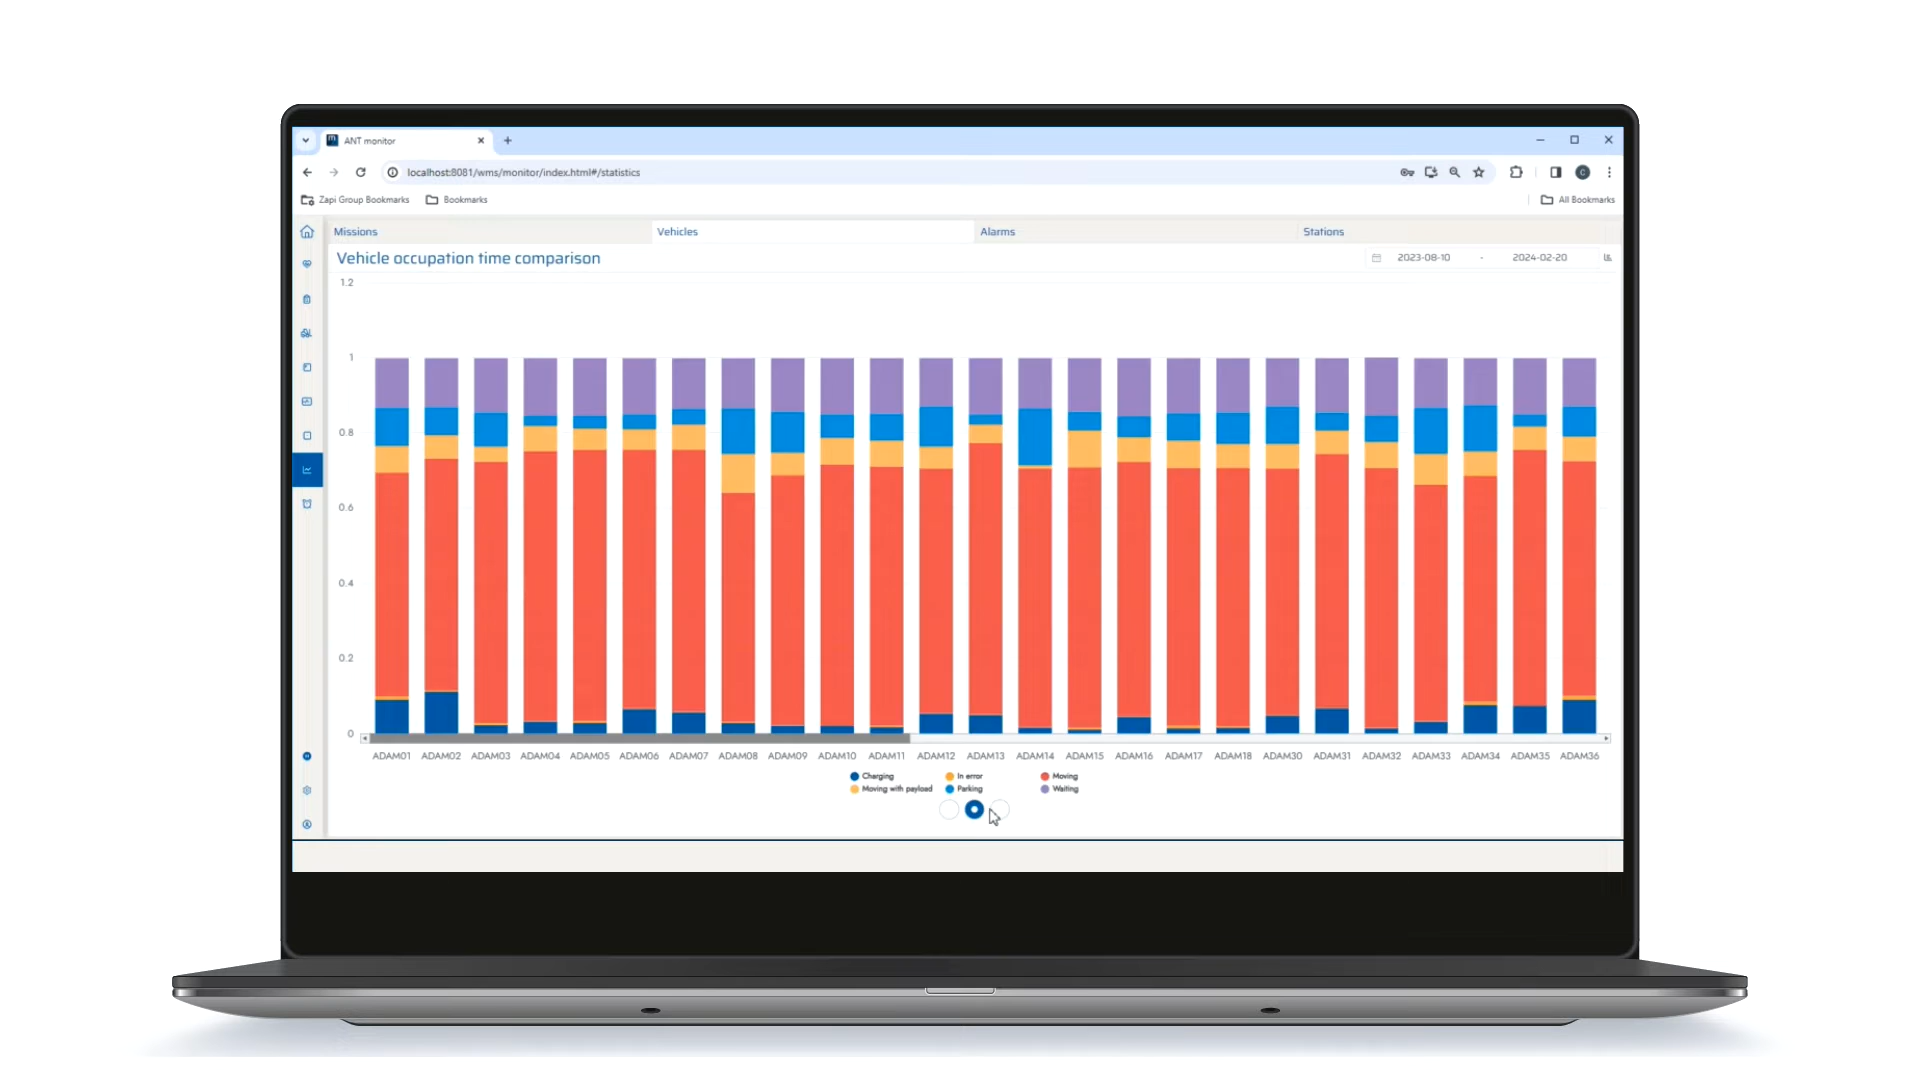 ANT monitor
localhost:8081/wms/monitor/index.html#/statistics
Zapi Group Bookmarks Bookmarks All Bookmarks
Missions Vehicles Alarms Stations
Vehicle occupation time comparison 2023-08-10 - 2024-02-20
1.2
1
0.8
0.6
0.4
0.2
0
ADAM01 ADAM02 ADAM03 ADAM04 ADAM05 ADAM06 ADAM07 ADAM08 ADAM09 ADAM10 ADAM11 ADAM12 ADAM13 ADAM14 ADAM15 ADAM16 ADAM17 ADAM18 ADAM30 ADAM31 ADAM32 ADAM33 ADAM34 ADAM35 ADAM36
Charging In error Moving
Moving with payload Parking Waiting